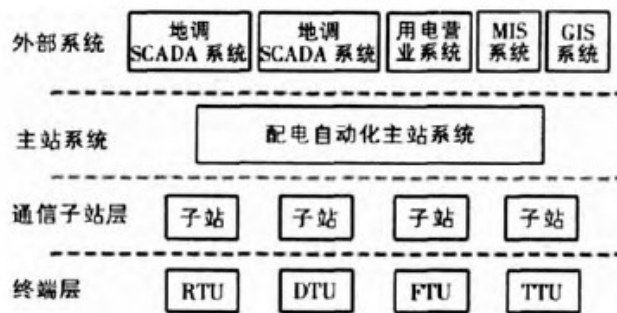 外部系统
地调
SCADA 系统
地调
SCADA 系统
用电营
业系统
MIS
系统
GIS
系统
主站系统
配电自动化主站系统
通信子站层
子站
子站
子站
子站
终端层
RTU
DTU
FTU
TTU